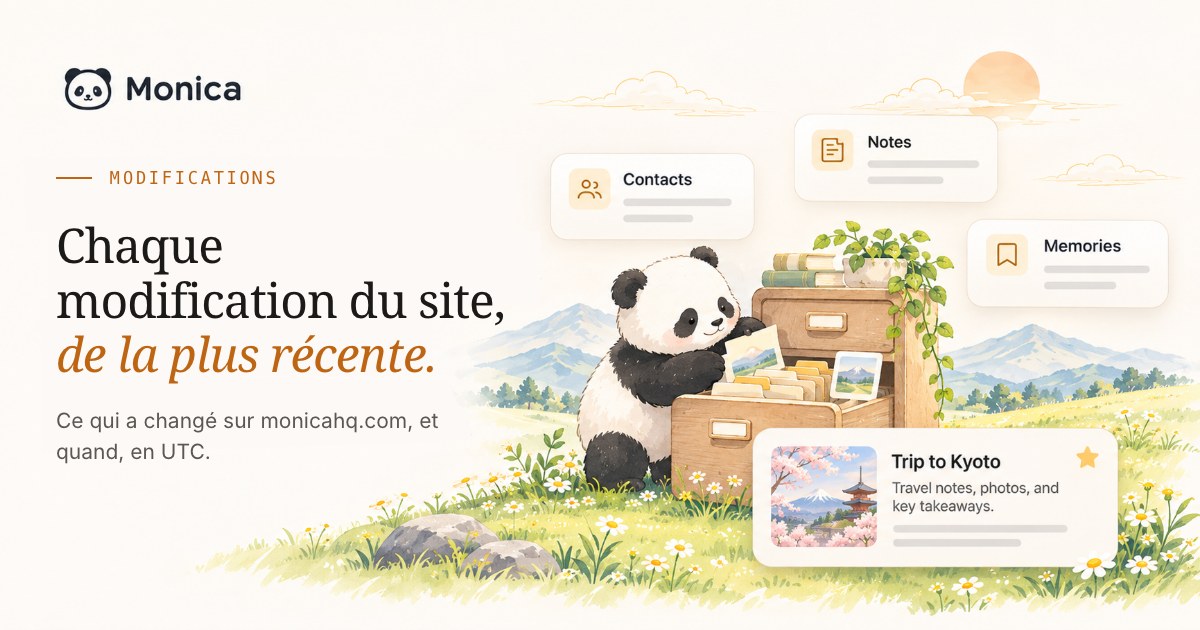 Monica
MODIFICATIONS
Chaque
modification du site,
de la plus récente.
Ce qui a changé sur monicahq.com, et
quand, en UTC.
Contacts
Notes
Memories
Trip to Kyoto
Travel notes, photos, and
key takeaways.